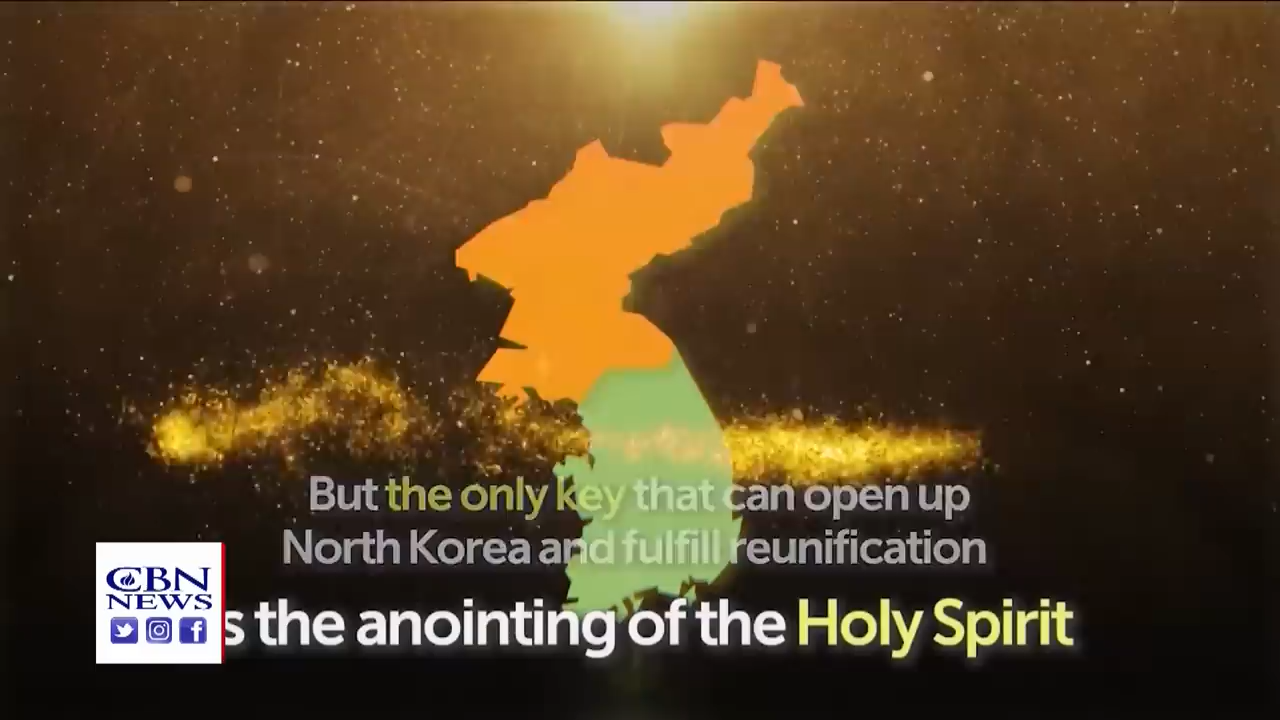 But the only key that can open up
North Korea and fulfill reunification
s the anointing of the Holy Spirit
CBN
NEWS